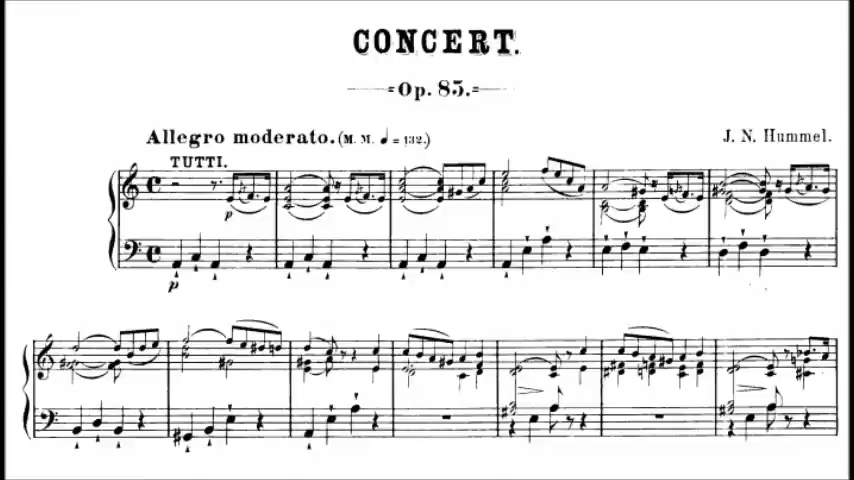 CONCERT.
Op. 85.
Allegro moderato. (M. M. ♩ = 132.)
J. N. Hummel.
TUTTI.
p
p